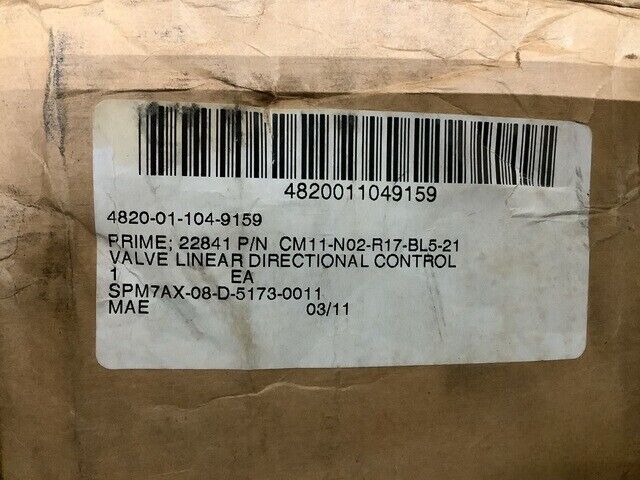 4820011049159
4820-01-104-9159
PRIME; 22841 P/N CM11-N02-R17-BL5-21
VALVE LINEAR DIRECTIONAL CONTROL
1 EA
SPM7AX-08-D-5173-0011
MAE 03/11